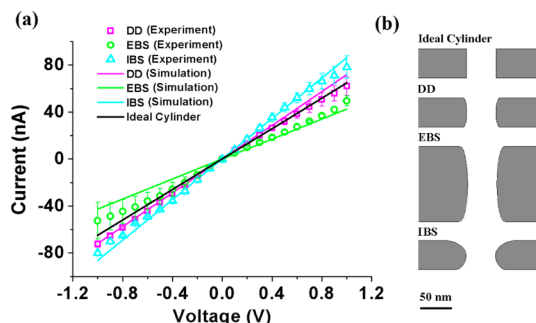 (a)
DD (Experiment)
EBS (Experiment)
IBS (Experiment)
DD (Simulation)
EBS (Simulation)
IBS (Simulation)
Ideal Cylinder
Current (nA)
80
40
0
-40
-80
-1.2 -0.8 -0.4 0.0 0.4 0.8 1.2
Voltage (V)
(b)
Ideal Cylinder
DD
EBS
IBS
50 nm